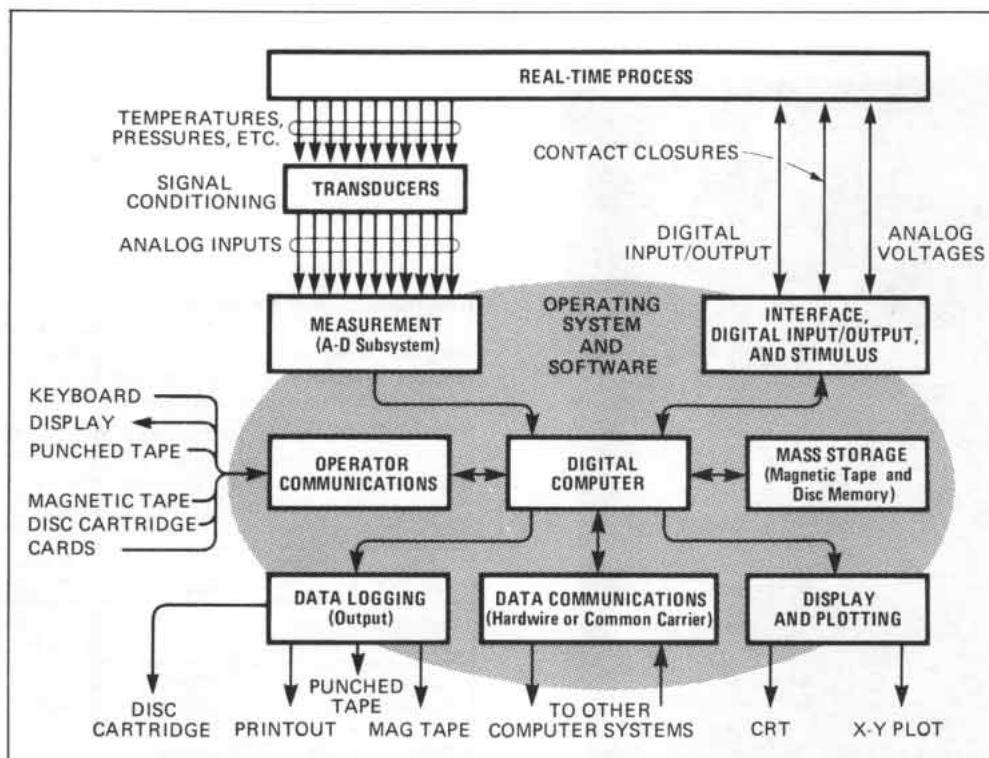 REAL-TIME PROCESS
TEMPERATURES,
PRESSURES, ETC.
CONTACT CLOSURES
SIGNAL
CONDITIONING
TRANSDUCERS
ANALOG INPUTS
DIGITAL
INPUT/OUTPUT
ANALOG
VOLTAGES
MEASUREMENT
(A-D Subsystem)
OPERATING
SYSTEM
AND
SOFTWARE
INTERFACE,
DIGITAL INPUT/OUTPUT,
AND STIMULUS
KEYBOARD
DISPLAY
PUNCHED TAPE
MAGNETIC TAPE
DISC CARTRIDGE
CARDS
OPERATOR
COMMUNICATIONS
DIGITAL
COMPUTER
MASS STORAGE
(Magnetic Tape and
Disc Memory)
DATA LOGGING
(Output)
DATA COMMUNICATIONS
(Hardwire or Common Carrier)
DISPLAY
AND PLOTTING
DISC
CARTRIDGE
PRINTOUT
PUNCHED
TAPE
MAG TAPE
TO OTHER
COMPUTER SYSTEMS
CRT
X-Y PLOT